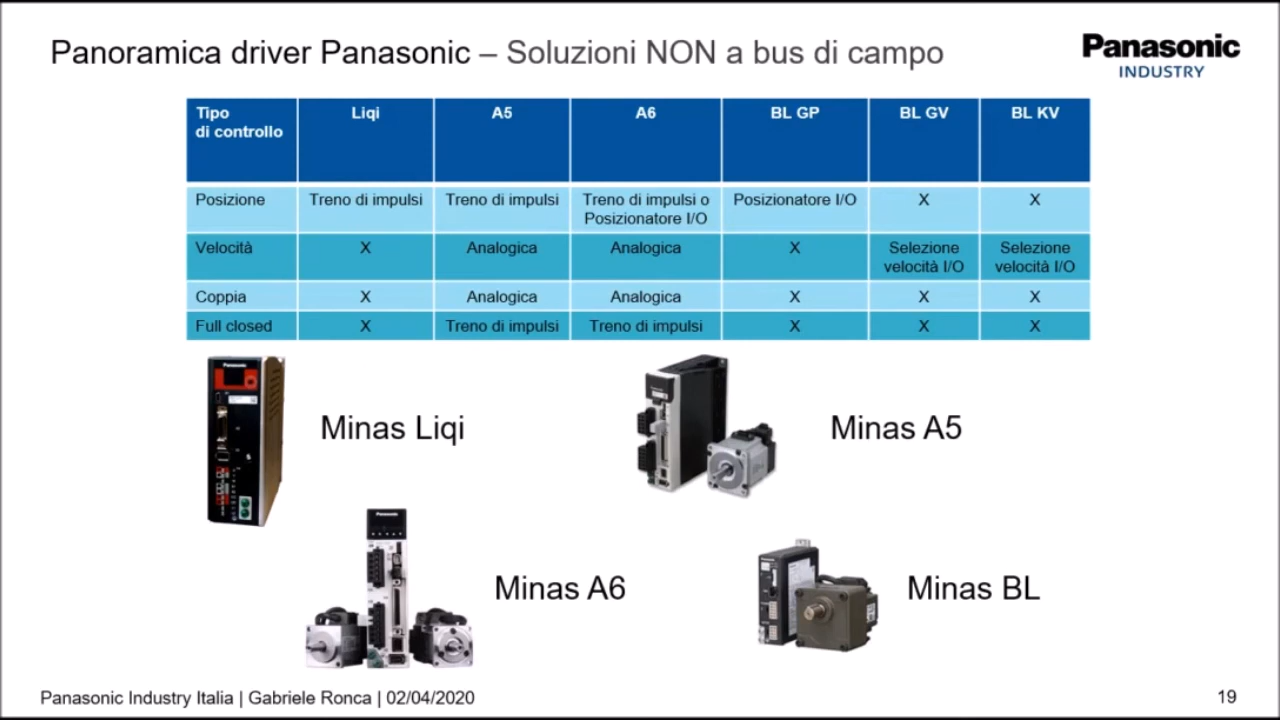 Panoramica driver Panasonic – Soluzioni NON a bus di campo
Panasonic
INDUSTRY
Tipo di controllo Liqi A5 A6 BL GP BL GV BL KV
Posizione Treno di impulsi Treno di impulsi Treno di impulsi o Posizionatore I/O Posizionatore I/O X X
Velocità X Analogica Analogica X Selezione velocità I/O Selezione velocità I/O
Coppia X Analogica Analogica X X X
Full closed X Treno di impulsi Treno di impulsi X X X
Panasonic
Minas Liqi
Minas A5
Panasonic
Minas A6
Minas BL
Panasonic Industry Italia | Gabriele Ronca | 02/04/2020
19